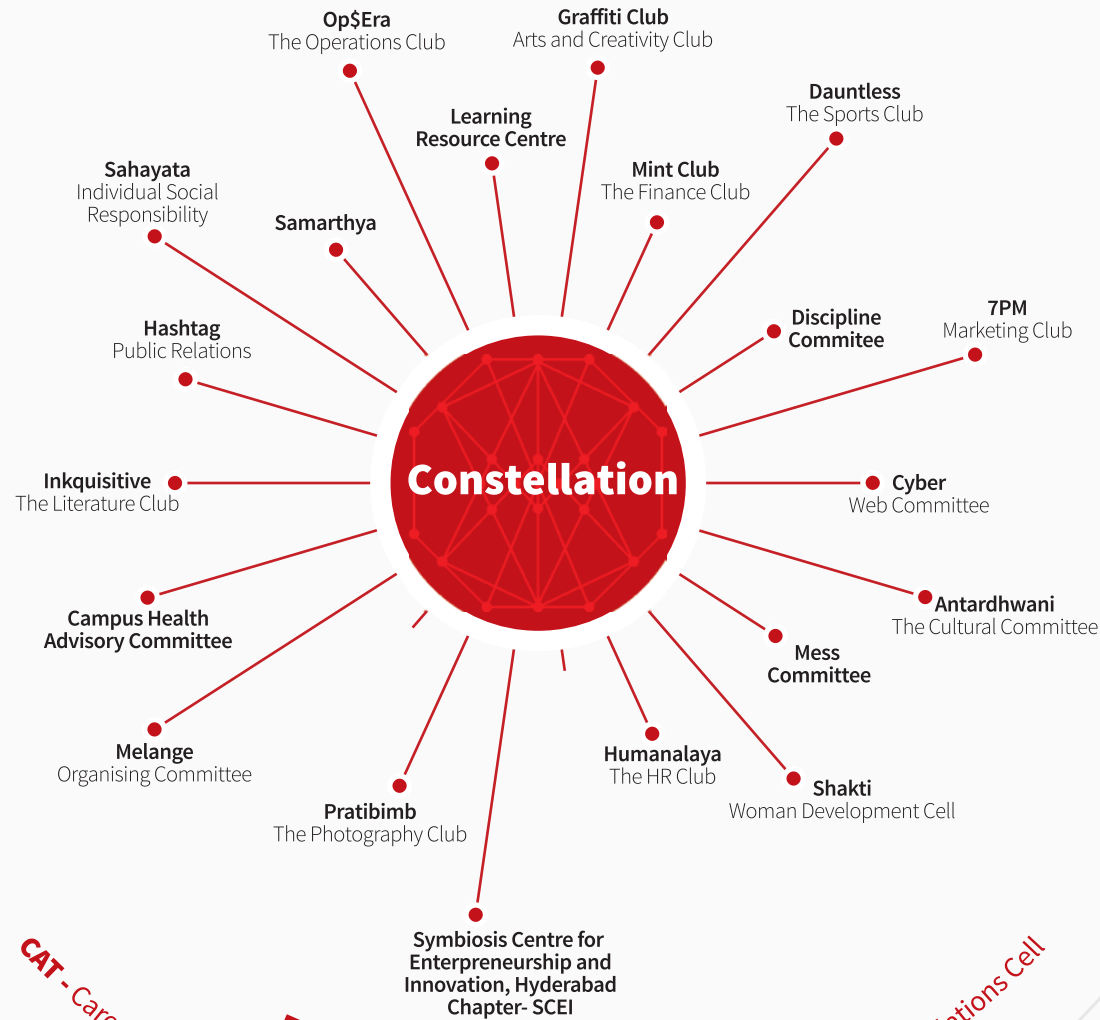 Op$Era
The Operations Club
Graffiti Club
Arts and Creativity Club
Dauntless
The Sports Club
Learning
Resource Centre
Sahayata
Individual Social
Responsibility
Mint Club
The Finance Club
Samarthya
Hashtag
Public Relations
Discipline
Commitee
7PM
Marketing Club
Constellation
Inkquisitive
The Literature Club
Cyber
Web Committee
Campus Health
Advisory Committee
Antardhwani
The Cultural Committee
Mess
Committee
Melange
Organising Committee
Humanalaya
The HR Club
Shakti
Woman Development Cell
Pratibimb
The Photography Club
Symbiosis Centre for
Enterpreneurship and
Innovation, Hyderabad
Chapter- SCEI
CAT -
Cell